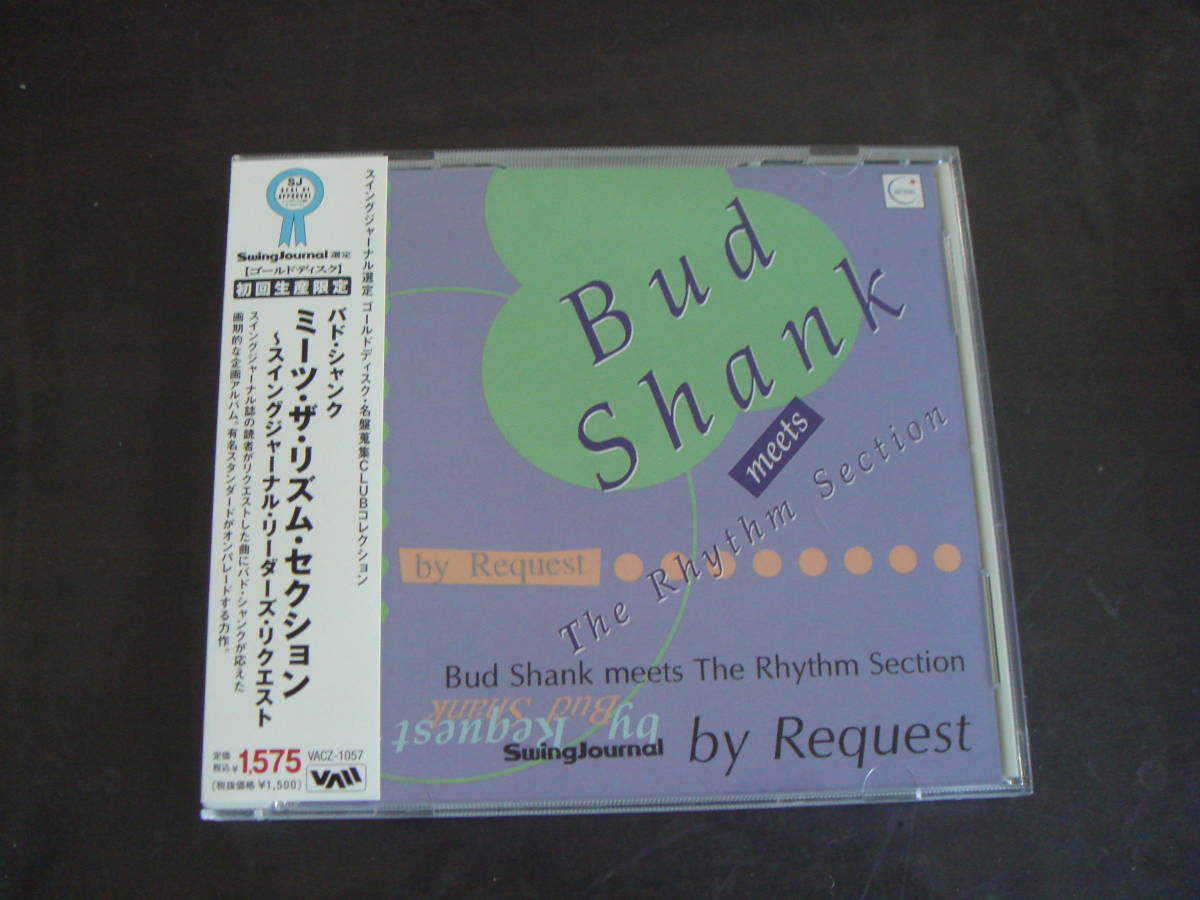 SJ
SwingJournal 選定
【ゴールドディスク】
初回生産限定
スイングジャーナル選定 ゴールドディスク・名盤蒐集CLUBコレクション
バド・シャンク
ミーツ・ザ・リズム・セクション
〜スイングジャーナル・リーダーズ・リクエスト
スイングジャーナル誌の読者がリクエストした曲にバド・シャンクが応えた
画期的な企画アルバム。有名スタンダードがオンパレードする力作。
定価
税込 ¥1,575
(税抜価格 ¥1,500)
VACZ-1057
Bud
Shank
meets
The Rhythm Section
by Request
Bud Shank meets The Rhythm Section
Bud Shank
by Request
SwingJournal by Request